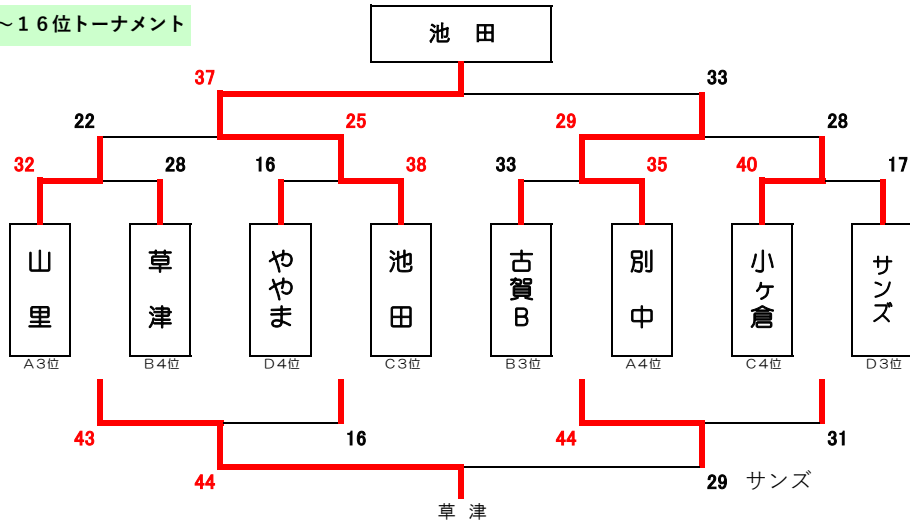 ～１６位トーナメント
池　田
37
33
22
25
29
28
32
28
16
38
33
35
40
17
山里
草津
ややま
池田
古賀B
別中
小ヶ倉
サンズ
A３位
B４位
D４位
C３位
B３位
A４位
C４位
D３位
43
16
44
31
44
29
サンズ
草 津